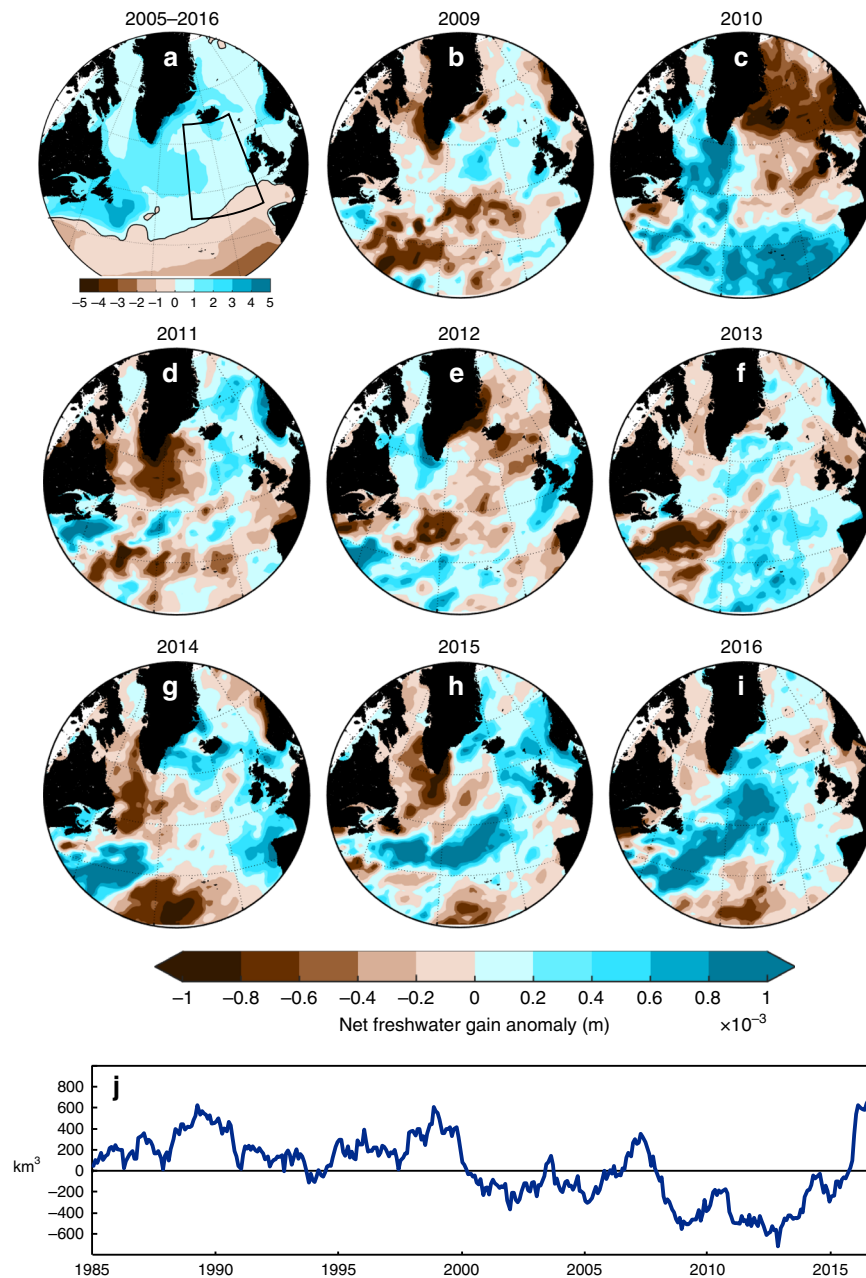 2005–2016 2009 2010
a b c
−5 −4 −3 −2 −1 0 1 2 3 4 5
2011 2012 2013
d e f
2014 2015 2016
g h i
−1 −0.8 −0.6 −0.4 −0.2 0 0.2 0.4 0.6 0.8 1
Net freshwater gain anomaly (m) ×10⁻³
j
800
600
400
200
km³ 0
−200
−400
−600
1985 1990 1995 2000 2005 2010 2015